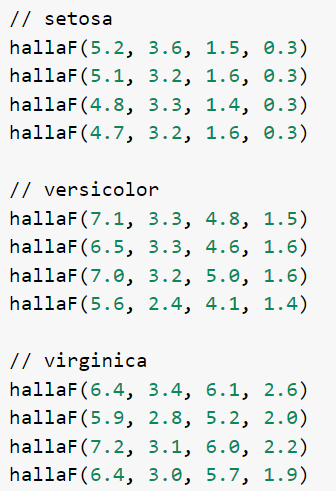 // setosa
hallaF(5.2, 3.6, 1.5, 0.3)
hallaF(5.1, 3.2, 1.6, 0.3)
hallaF(4.8, 3.3, 1.4, 0.3)
hallaF(4.7, 3.2, 1.6, 0.3)
// versicolor
hallaF(7.1, 3.3, 4.8, 1.5)
hallaF(6.5, 3.3, 4.6, 1.6)
hallaF(7.0, 3.2, 5.0, 1.6)
hallaF(5.6, 2.4, 4.1, 1.4)
// virginica
hallaF(6.4, 3.4, 6.1, 2.6)
hallaF(5.9, 2.8, 5.2, 2.0)
hallaF(7.2, 3.1, 6.0, 2.2)
hallaF(6.4, 3.0, 5.7, 1.9)